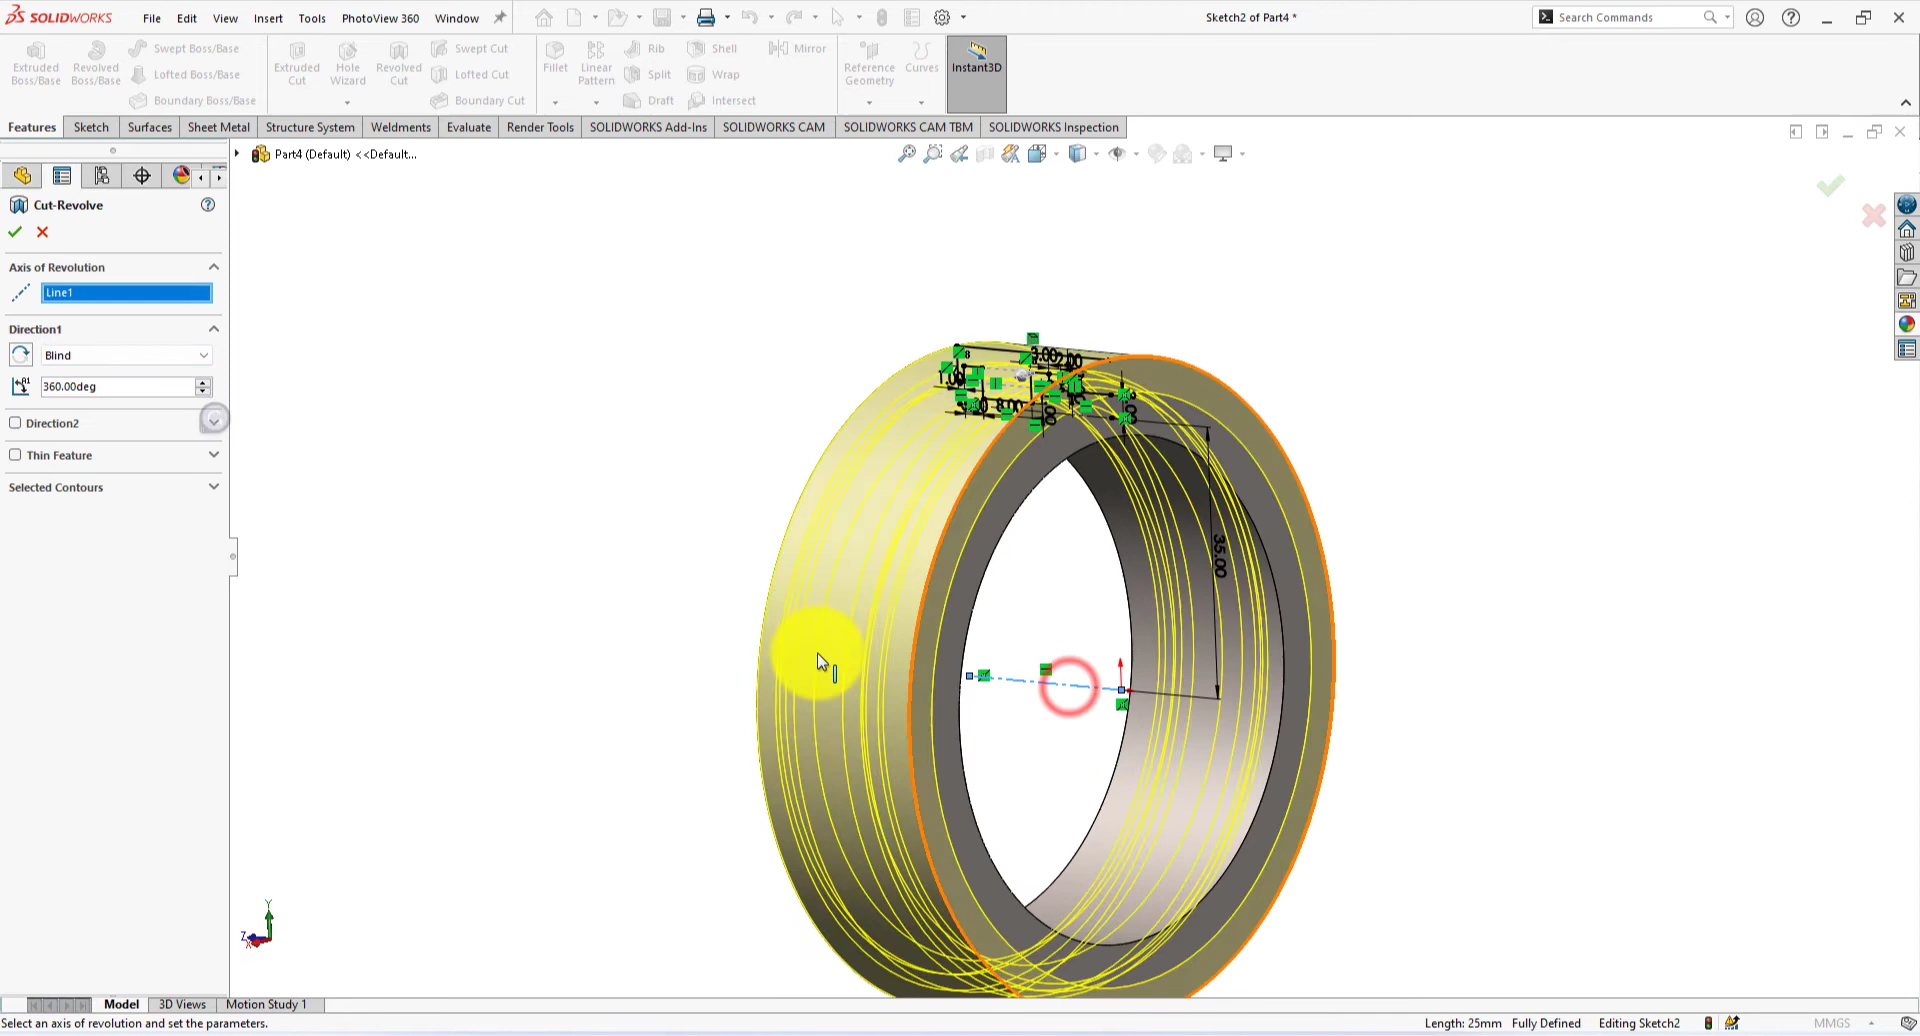 SOLIDWORKS File Edit View Insert Tools PhotoView 360 Window Sketch2 of Part4 * Search Commands
Extruded Boss/Base Revolved Boss/Base Swept Boss/Base Lofted Boss/Base Boundary Boss/Base
Extruded Cut Hole Wizard Revolved Cut Swept Cut Lofted Cut Boundary Cut
Fillet Linear Pattern Rib Split Draft Shell Wrap Intersect Mirror
Reference Geometry Curves Instant3D
Features Sketch Surfaces Sheet Metal Structure System Weldments Evaluate Render Tools SOLIDWORKS Add-Ins SOLIDWORKS CAM SOLIDWORKS CAM TBM SOLIDWORKS Inspection
Part4 (Default) <<Default...
Cut-Revolve
Axis of Revolution
Line1
Direction1
Blind
360.00deg
Direction2
Thin Feature
Selected Contours
3.00
8.00
35.00
Y
Z
Model 3D Views Motion Study 1
Select an axis of revolution and set the parameters. Length: 25mm Fully Defined Editing Sketch2 MMGS